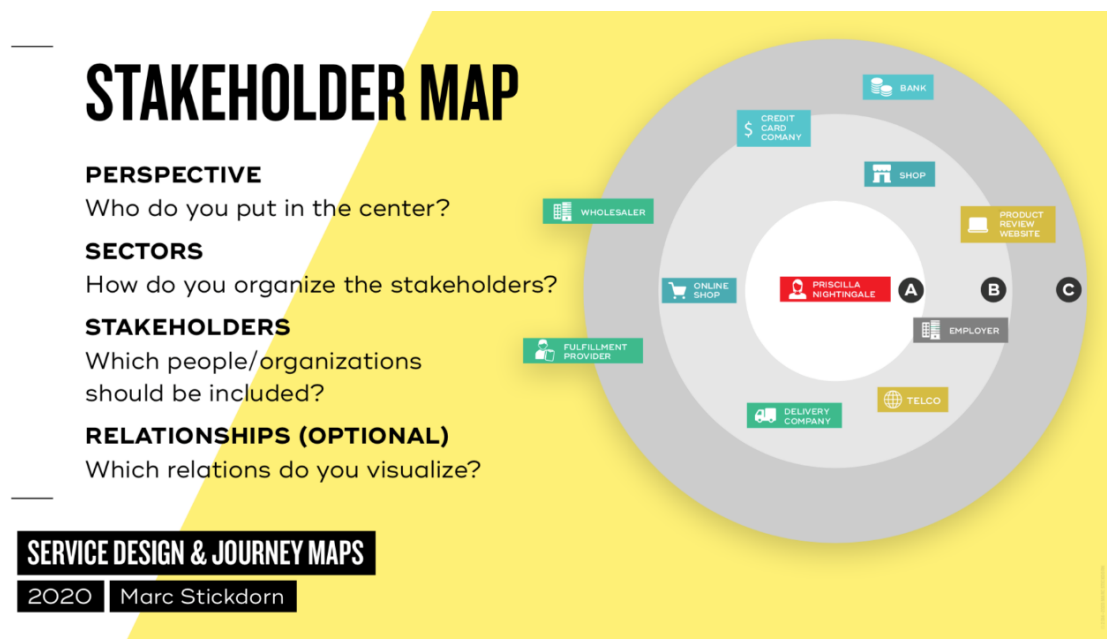 STAKEHOLDER MAP
PERSPECTIVE
Who do you put in the center?
SECTORS
How do you organize the stakeholders?
STAKEHOLDERS
Which people/organizations
should be included?
RELATIONSHIPS (OPTIONAL)
Which relations do you visualize?
SERVICE DESIGN & JOURNEY MAPS
2020
Marc Stickdorn
BANK
CREDIT
CARD
COMANY
SHOP
WHOLESALER
PRODUCT
REVIEW
WEBSITE
ONLINE
SHOP
PRISCILLA
NIGHTINGALE
A
B
C
EMPLOYER
FULFILLMENT
PROVIDER
TELCO
DELIVERY
COMPANY